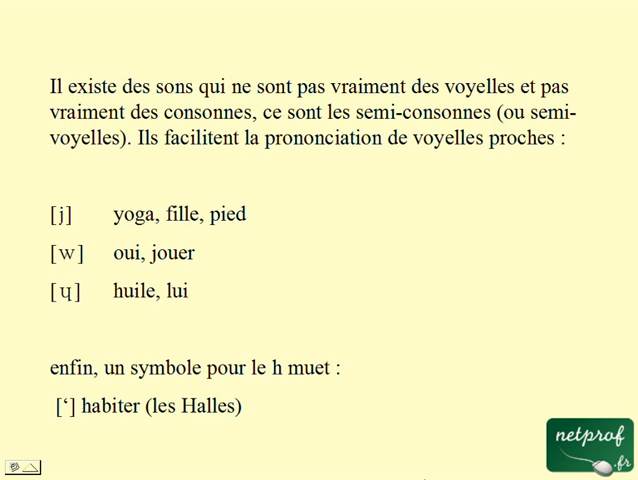 Il existe des sons qui ne sont pas vraiment des voyelles et pas
vraiment des consonnes, ce sont les semi-consonnes (ou semi-
voyelles). Ils facilitent la prononciation de voyelles proches :
[j] yoga, fille, pied
[w] oui, jouer
[ɥ] huile, lui
enfin, un symbole pour le h muet :
[‘] habiter (les Halles)
netprof
.fr